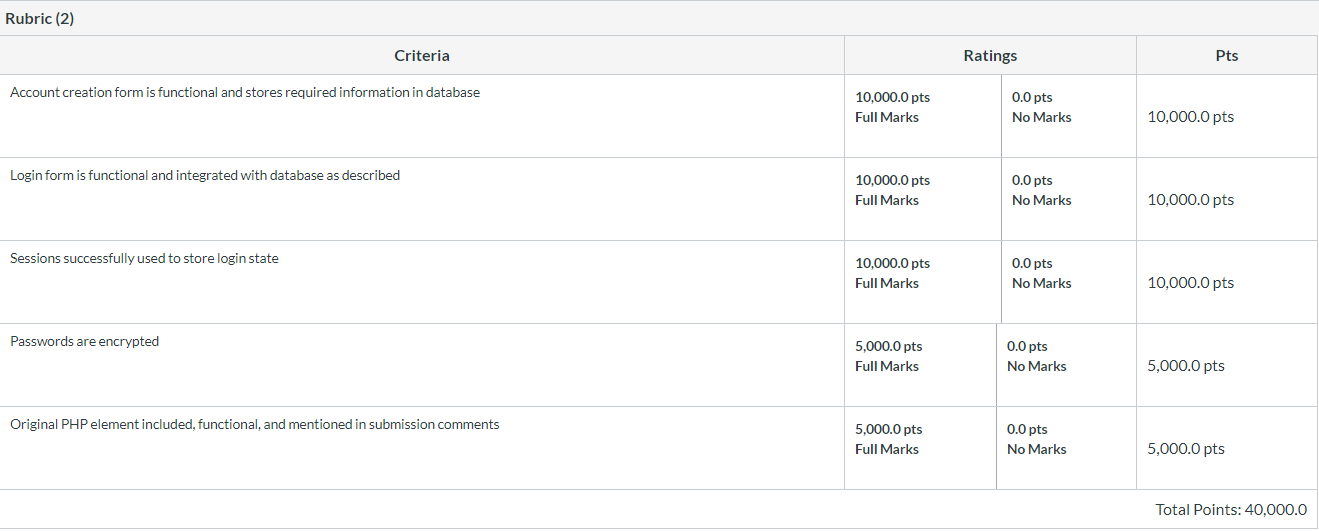 Rubric (2)
Criteria Ratings Pts
Account creation form is functional and stores required information in database
10,000.0 pts
Full Marks
0.0 pts
No Marks
10,000.0 pts
Login form is functional and integrated with database as described
10,000.0 pts
Full Marks
0.0 pts
No Marks
10,000.0 pts
Sessions successfully used to store login state
10,000.0 pts
Full Marks
0.0 pts
No Marks
10,000.0 pts
Passwords are encrypted
5,000.0 pts
Full Marks
0.0 pts
No Marks
5,000.0 pts
Original PHP element included, functional, and mentioned in submission comments
5,000.0 pts
Full Marks
0.0 pts
No Marks
5,000.0 pts
Total Points: 40,000.0